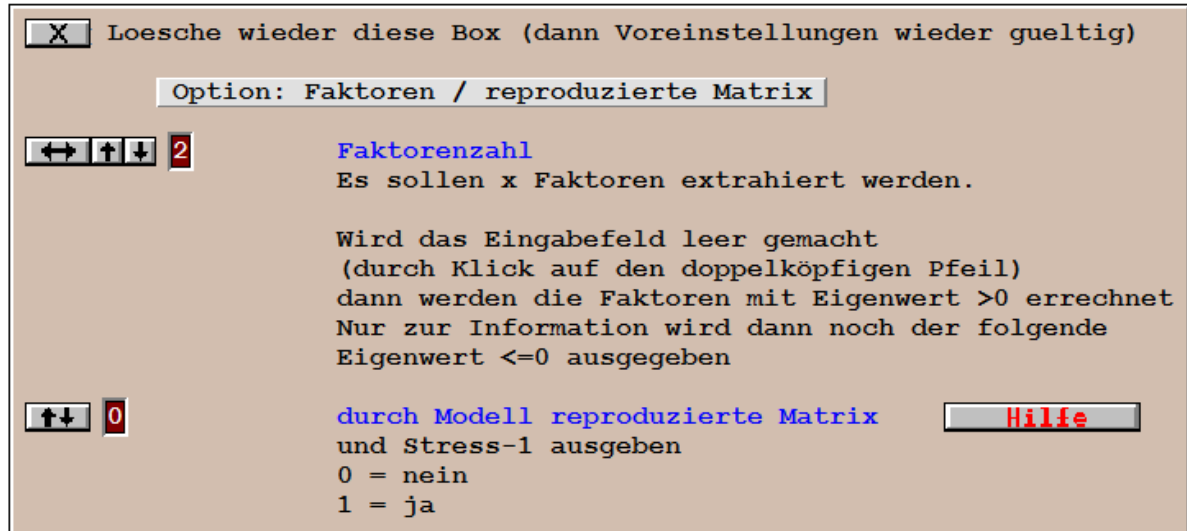 X Loesche wieder diese Box (dann Voreinstellungen wieder gueltig)
Option: Faktoren / reproduzierte Matrix
2 Faktorenzahl
Es sollen x Faktoren extrahiert werden.
Wird das Eingabefeld leer gemacht
(durch Klick auf den doppelköpfigen Pfeil)
dann werden die Faktoren mit Eigenwert >0 errechnet
Nur zur Information wird dann noch der folgende
Eigenwert <=0 ausgegeben
0 durch Modell reproduzierte Matrix Hilfe
und Stress-1 ausgeben
0 = nein
1 = ja